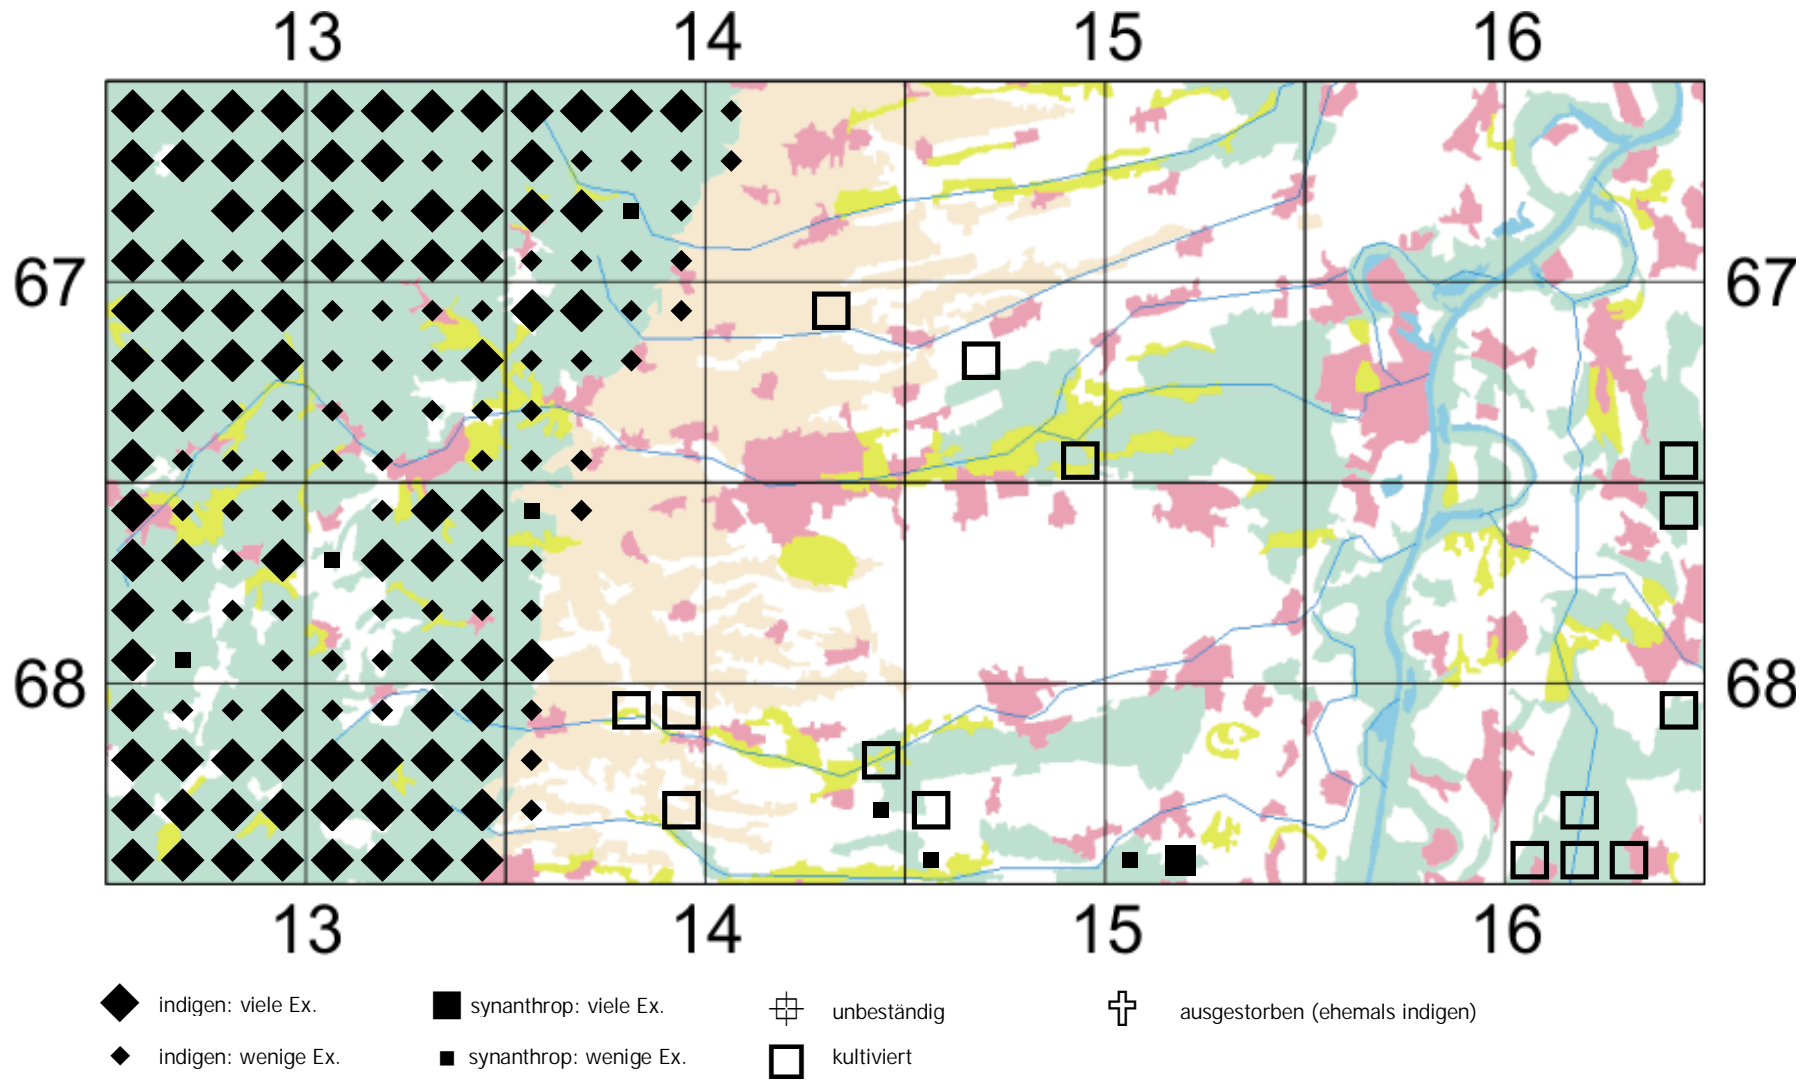 13 14 15 16
67 67
68 68
13 14 15 16
indigen: viele Ex. synanthrop: viele Ex. unbeständig ausgestorben (ehemals indigen)
indigen: wenige Ex. synanthrop: wenige Ex. kultiviert